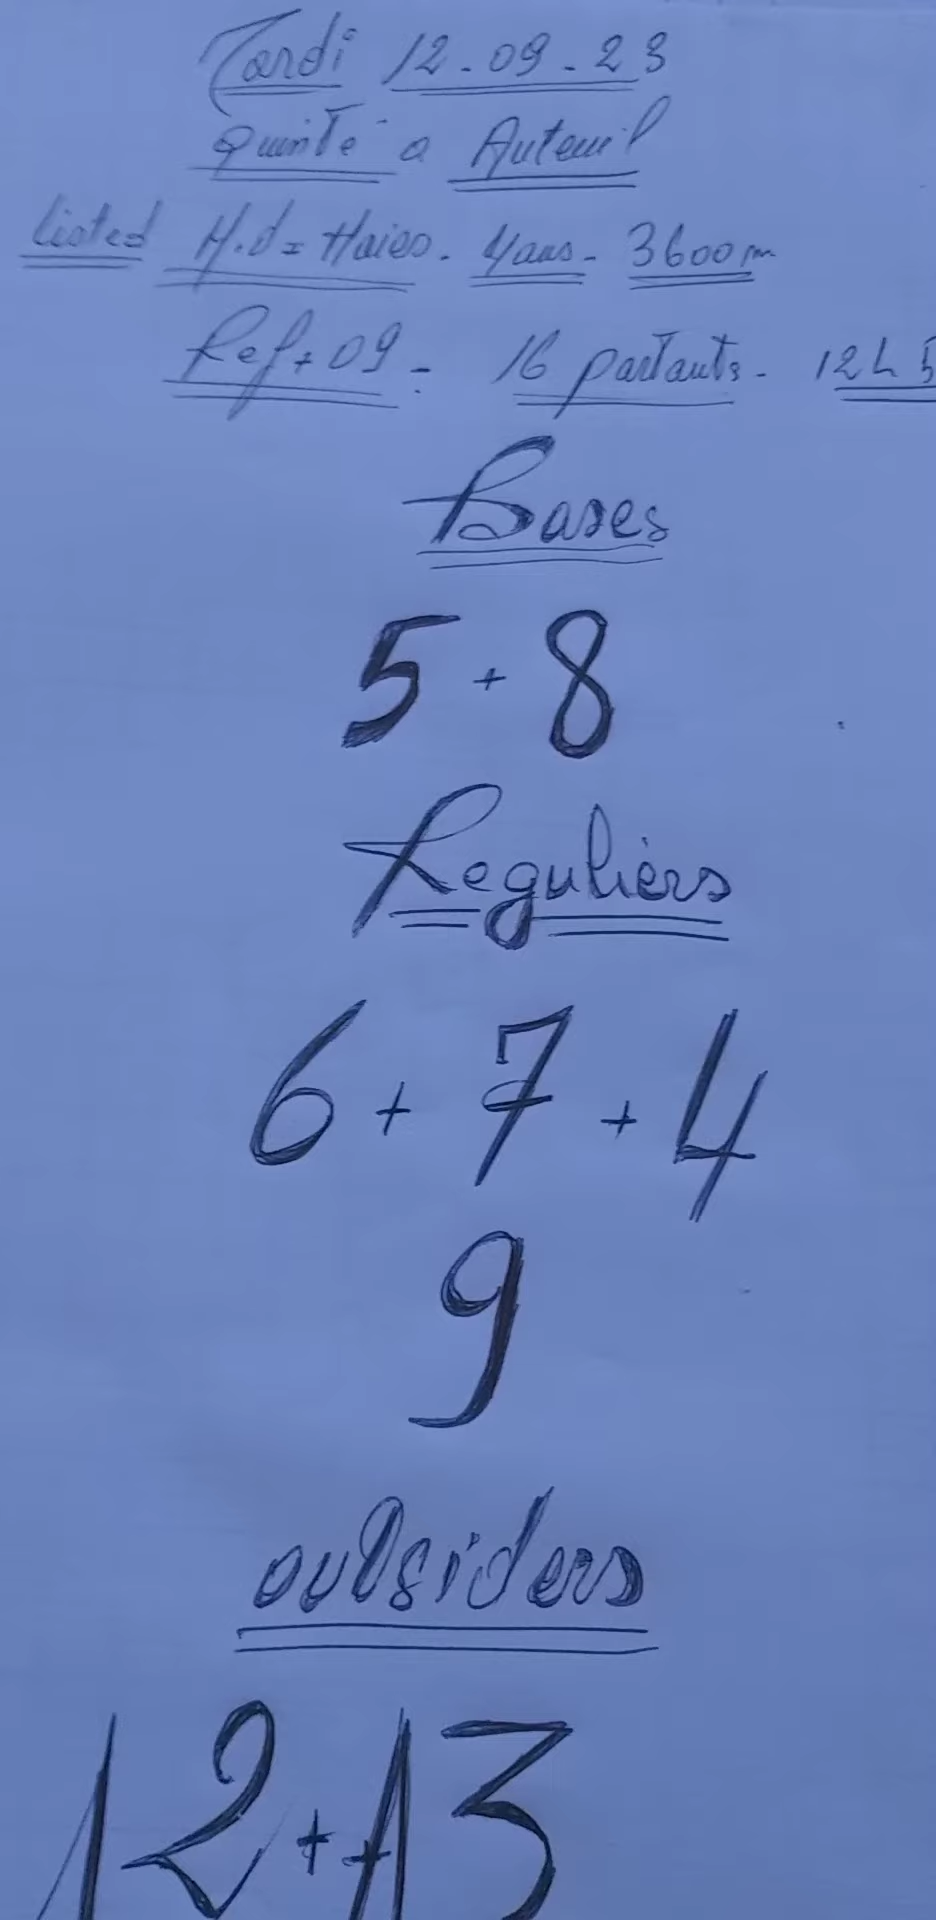 Mardi 12-09-23
Quinté à Auteuil
Listed H.d= Haies. 4ans- 3600m
Ref+09- 16 partants- 12h5
Bases
5+8
Reguliers
6+7+4
9
outsiders
12+13